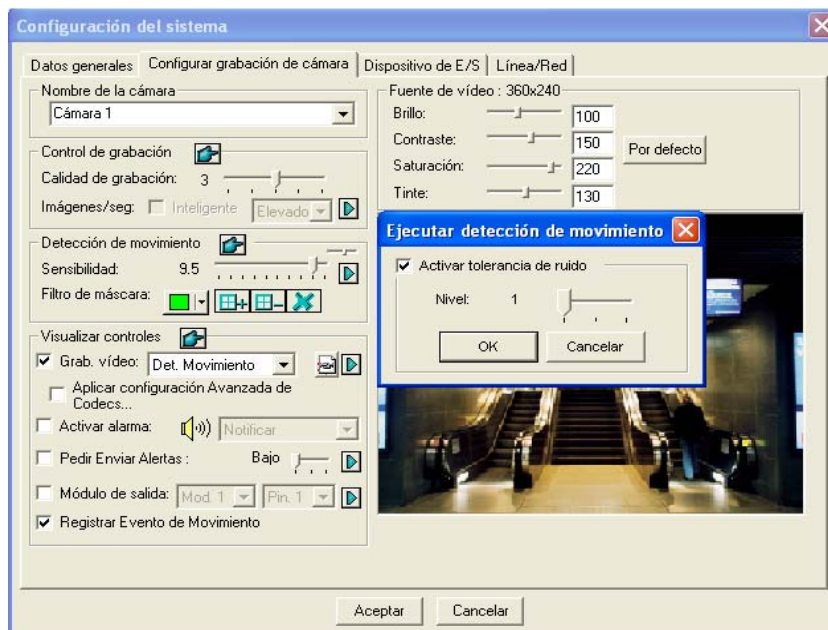 Configuración del sistema
Datos generales
Configurar grabación de cámara
Dispositivo de E/S
Línea/Red
Nombre de la cámara
Cámara 1
Control de grabación
Calidad de grabación: 3
Imágenes/seg: Inteligente Elevado
Detección de movimiento
Sensibilidad: 9.5
Filtro de máscara:
Visualizar controles
Grab. vídeo: Det. Movimiento
Aplicar configuración Avanzada de
Codecs...
Activar alarma: Notificar
Pedir Enviar Alertas : Bajo
Módulo de salida: Mod. 1 Pin. 1
Registrar Evento de Movimiento
Fuente de vídeo : 360x240
Brillo: 100
Contraste: 150
Saturación: 220
Tinte: 130
Por defecto
Ejecutar detección de movimiento
Activar tolerancia de ruido
Nivel: 1
OK
Cancelar
Aceptar
Cancelar